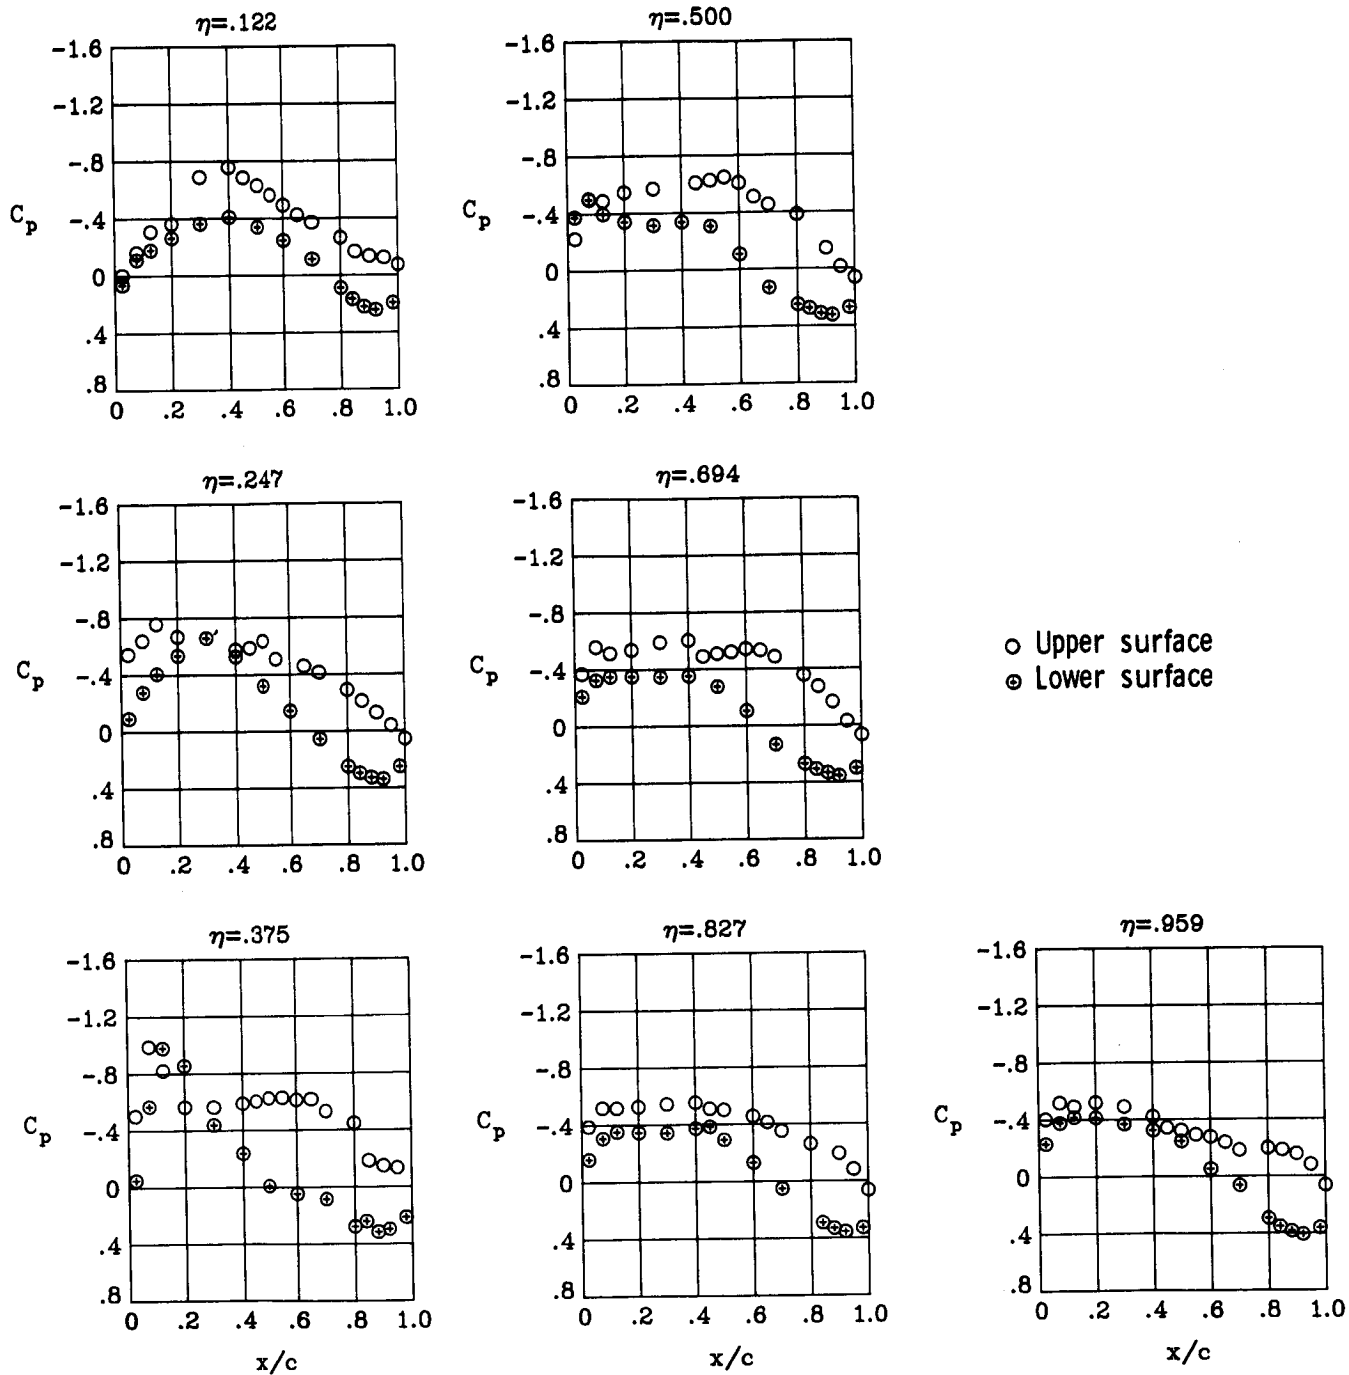 η=.122
-1.6
-1.2
-.8
-.4
0
.4
.8
C_p
0 .2 .4 .6 .8 1.0
η=.500
-1.6
-1.2
-.8
-.4
0
.4
.8
C_p
0 .2 .4 .6 .8 1.0
η=.247
-1.6
-1.2
-.8
-.4
0
.4
.8
C_p
0 .2 .4 .6 .8 1.0
η=.694
-1.6
-1.2
-.8
-.4
0
.4
.8
C_p
0 .2 .4 .6 .8 1.0
Upper surface
Lower surface
η=.375
-1.6
-1.2
-.8
-.4
0
.4
.8
C_p
0 .2 .4 .6 .8 1.0
x/c
η=.827
-1.6
-1.2
-.8
-.4
0
.4
.8
C_p
0 .2 .4 .6 .8 1.0
x/c
η=.959
-1.6
-1.2
-.8
-.4
0
.4
.8
C_p
0 .2 .4 .6 .8 1.0
x/c